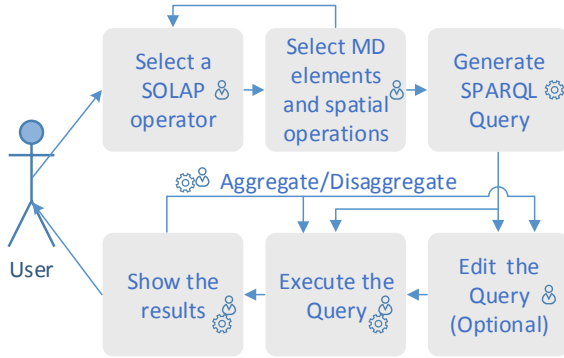 Select a
SOLAP
operator
Select MD
elements
and spatial
operations
Generate
SPARQL
Query
Aggregate/Disaggregate
User
Show the
results
Execute the
Query
Edit the
Query
(Optional)